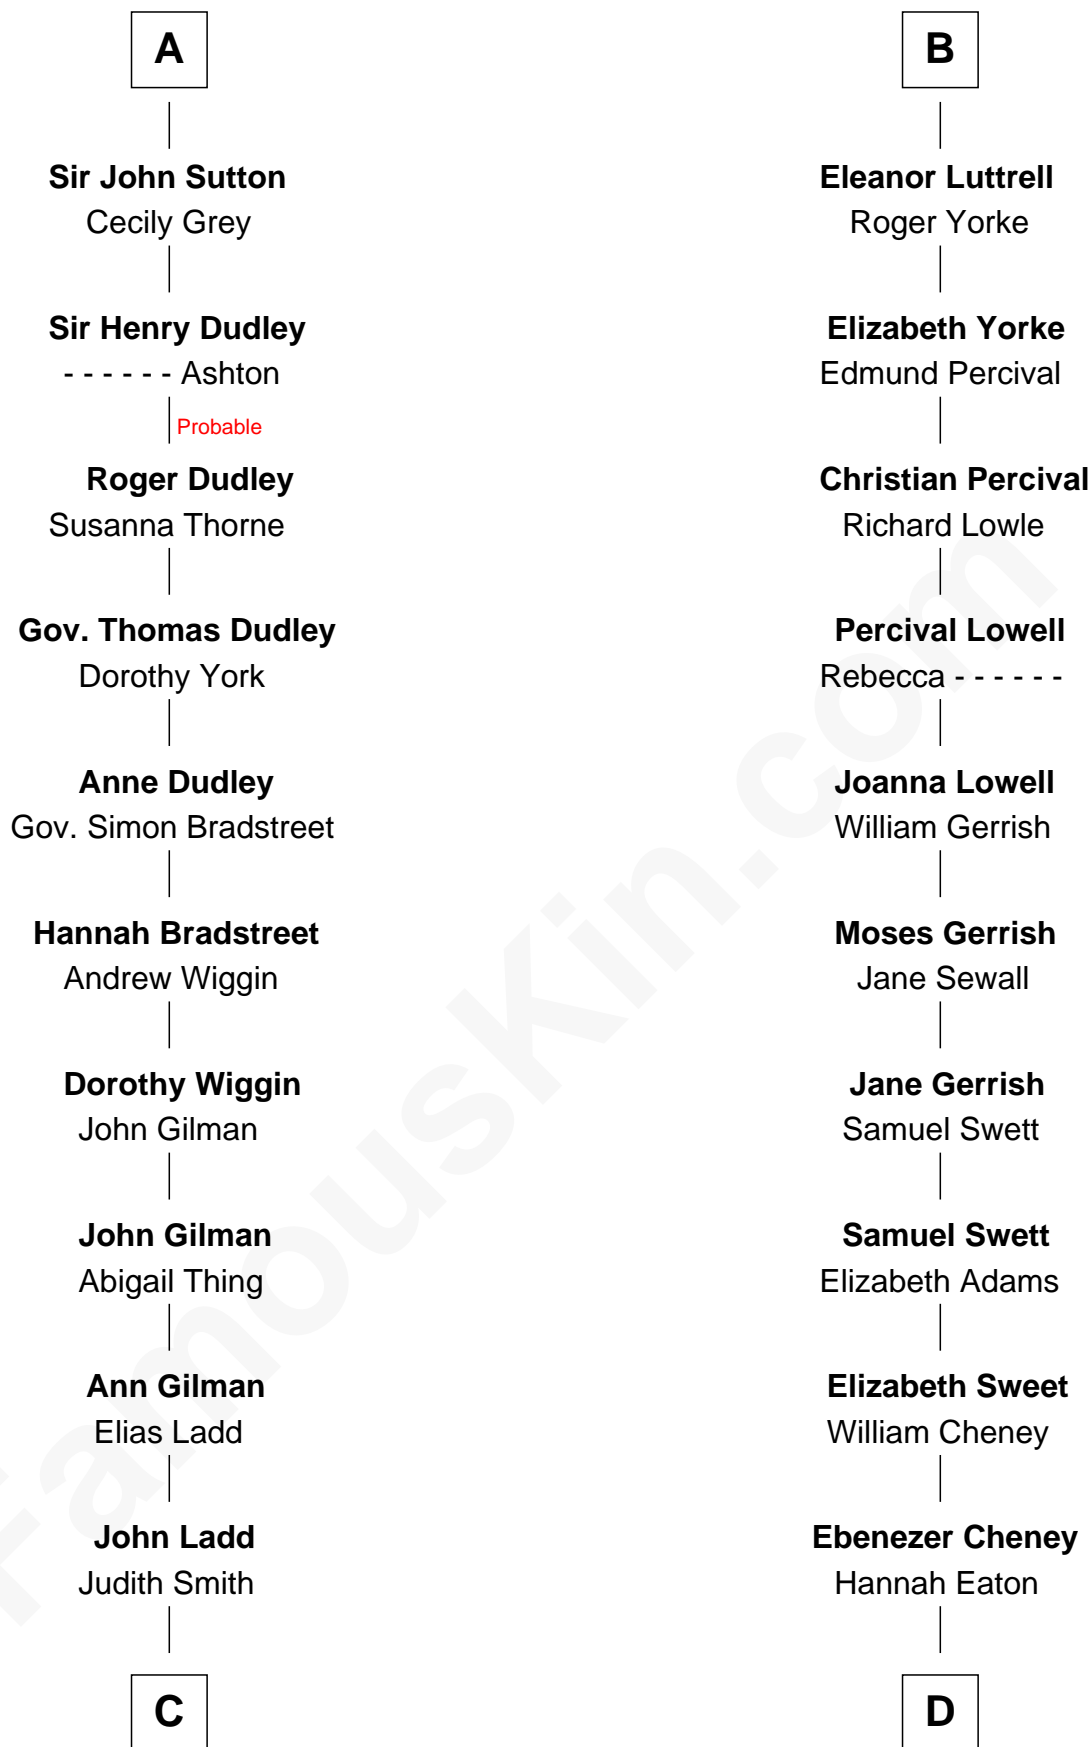 A
Sir John Sutton
Cecily Grey
Sir Henry Dudley
- - - - - - Ashton
Probable
Roger Dudley
Susanna Thorne
Gov. Thomas Dudley
Dorothy York
Anne Dudley
Gov. Simon Bradstreet
Hannah Bradstreet
Andrew Wiggin
Dorothy Wiggin
John Gilman
John Gilman
Abigail Thing
Ann Gilman
Elias Ladd
John Ladd
Judith Smith
C
B
Eleanor Luttrell
Roger Yorke
Elizabeth Yorke
Edmund Percival
Christian Percival
Richard Lowle
Percival Lowell
Rebecca - - - - - -
Joanna Lowell
William Gerrish
Moses Gerrish
Jane Sewall
Jane Gerrish
Samuel Swett
Samuel Swett
Elizabeth Adams
Elizabeth Sweet
William Cheney
Ebenezer Cheney
Hannah Eaton
D
FamousKin.com